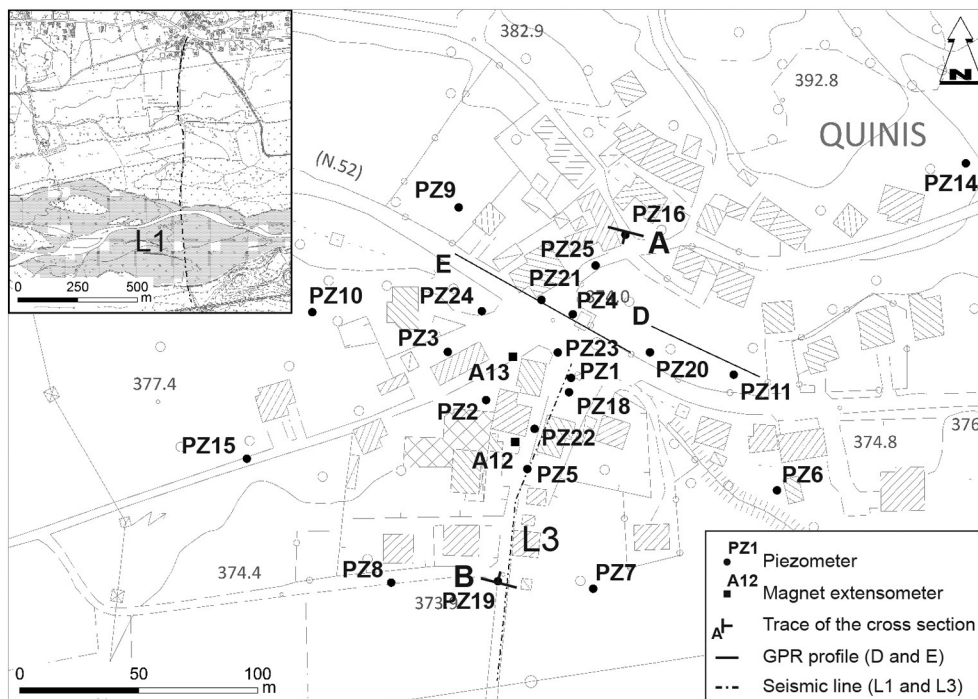 382.9
392.8
N
QUINIS
(N.52)
PZ9
PZ14
PZ16
A
PZ25
E
PZ21
L1
0 250 500
m
PZ10
PZ24
PZ4
D
PZ3
PZ23
PZ20
A13
PZ1
PZ11
377.4
PZ2
PZ18
PZ22
376
374.8
PZ15
A12
PZ5
PZ6
L3
374.4
PZ8
B
PZ7
373.9
PZ19
PZ1 Piezometer
A12 Magnet extensometer
A Trace of the cross section
GPR profile (D and E)
Seismic line (L1 and L3)
0 50 100
m